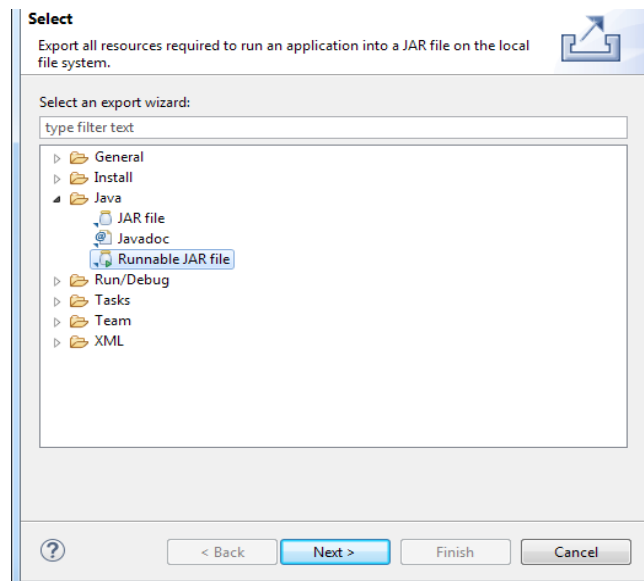 Select
Export all resources required to run an application into a JAR file on the local
file system.
Select an export wizard:
type filter text
General
Install
Java
JAR file
Javadoc
Runnable JAR file
Run/Debug
Tasks
Team
XML
?
< Back
Next >
Finish
Cancel